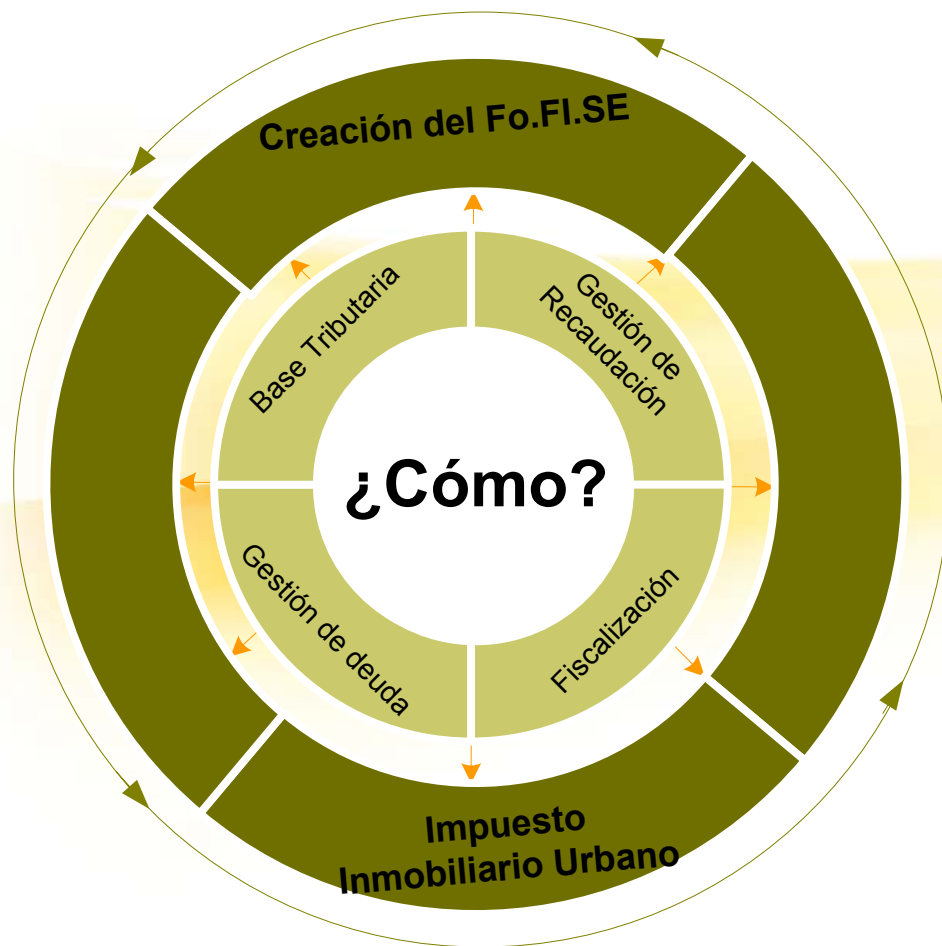 Creación del Fo.FI.SE
Base Tributaria
Gestión de
Recaudación
¿Cómo?
Gestión de deuda
Fiscalización
Impuesto
Inmobiliario Urbano